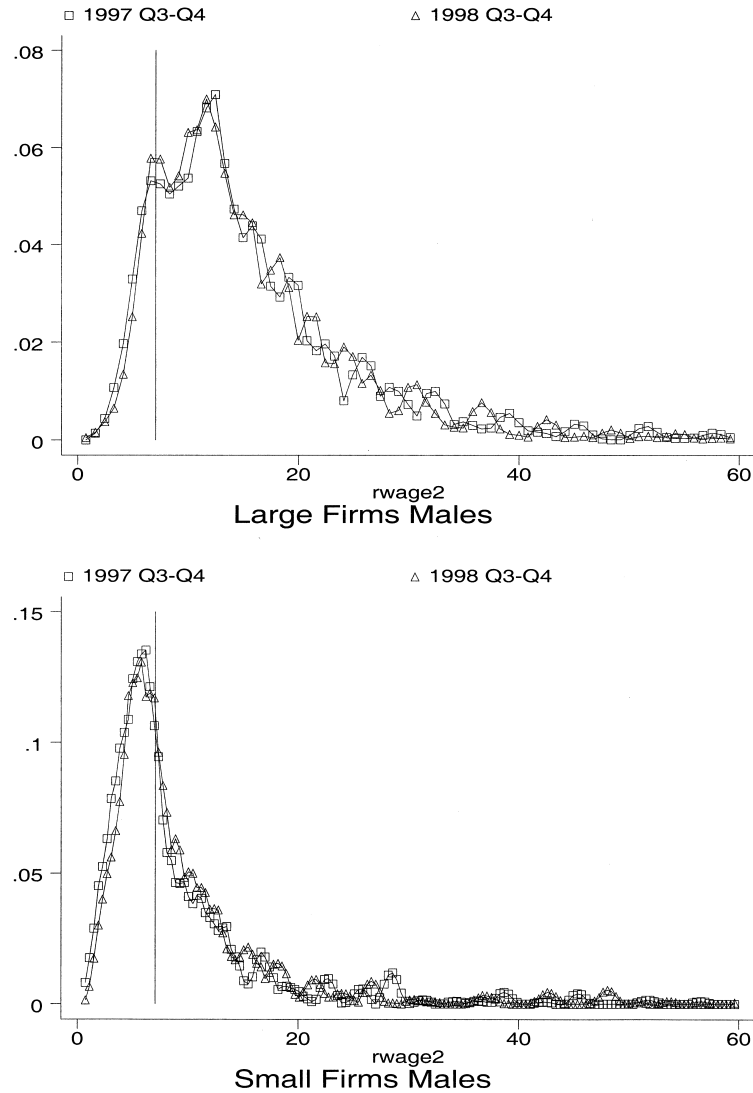 1997 Q3-Q4 1998 Q3-Q4
.08
.06
.04
.02
0
0 20 40 60
rwage2
Large Firms Males
1997 Q3-Q4 1998 Q3-Q4
.15
.1
.05
0
0 20 40 60
rwage2
Small Firms Males